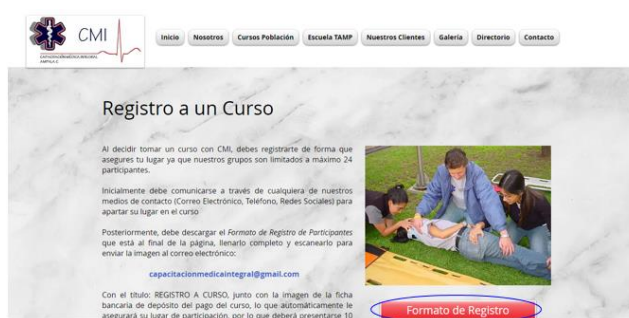 CMI
Inicio Nosotros Cursos Población Escuela TAMP Nuestros Clientes Galeria Directorio Contacto
Registro a un Curso
Al decidir tomar un curso con CMI, debes registrarte de forma que
asegures tu lugar ya que nuestros grupos son limitados a máximo 24
participantes.
Inicialmente debe comunicarse a través de cualquiera de nuestros
medios de contacto (Correo Electrónico, Teléfono, Redes Sociales) para
apartar su lugar en el curso
Posteriormente, debe descargar el Formato de Registro de Participantes
que está al final de la página, llenarlo completo y escanearlo para
enviar la imagen al correo electrónico:
capacitacionmedicaintegral@gmail.com
Con el título: REGISTRO A CURSO, junto con la imagen de la ficha
bancaria de depósito del pago del curso, lo que automáticamente le
asegurará su lugar de participación, por lo que deberá presentarse 10
Formato de Registro